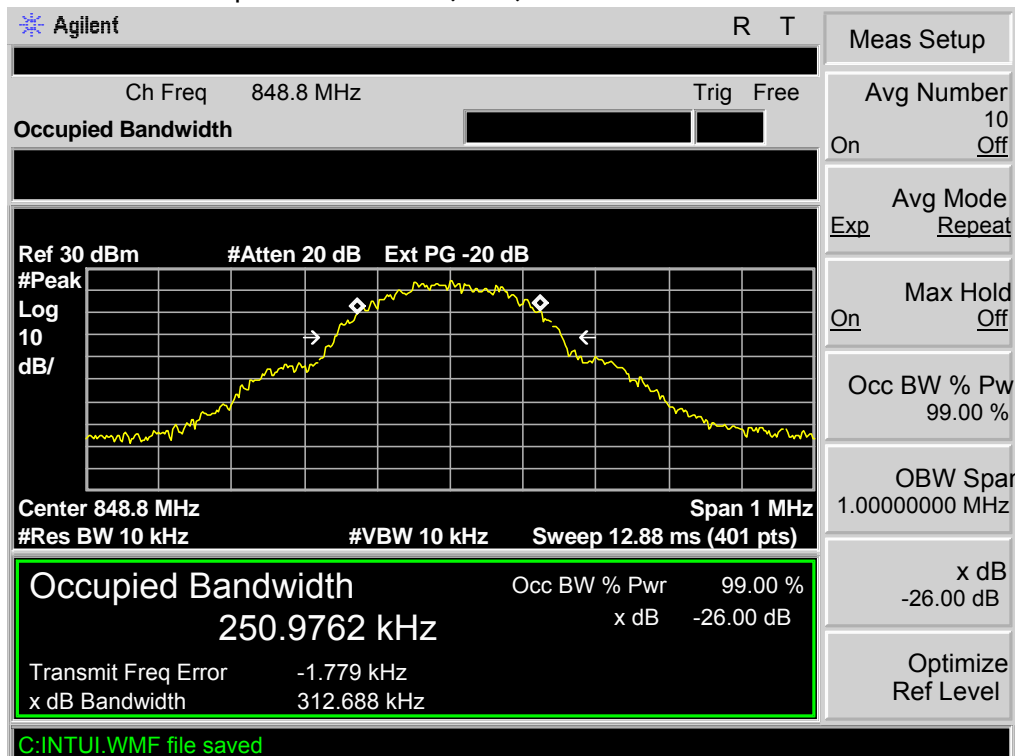 Agilent R T
Ch Freq 848.8 MHz Trig Free
Occupied Bandwidth
Ref 30 dBm #Atten 20 dB Ext PG -20 dB
#Peak
Log
10
dB/
Center 848.8 MHz Span 1 MHz
#Res BW 10 kHz #VBW 10 kHz Sweep 12.88 ms (401 pts)
Occupied Bandwidth Occ BW % Pwr 99.00 %
250.9762 kHz x dB -26.00 dB
Transmit Freq Error -1.779 kHz
x dB Bandwidth 312.688 kHz
C:INTUI.WMF file saved
Meas Setup
Avg Number
10
On Off
Avg Mode
Exp Repeat
Max Hold
On Off
Occ BW % Pw
99.00 %
OBW Spar
1.00000000 MHz
x dB
-26.00 dB
Optimize
Ref Level